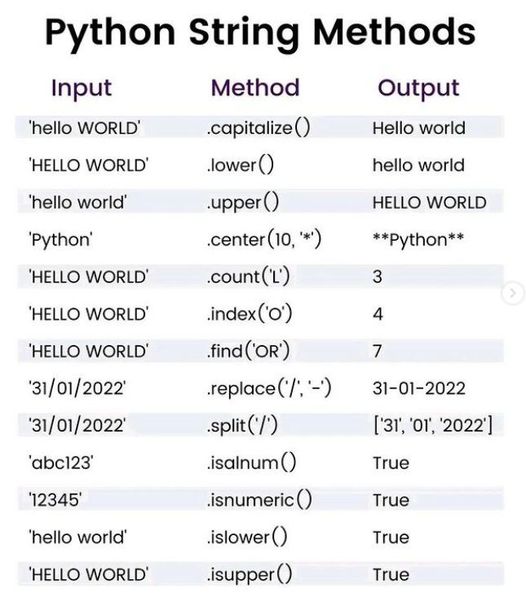 Python String Methods
Input Method Output
'hello WORLD' .capitalize() Hello world
'HELLO WORLD' .lower() hello world
'hello world' .upper() HELLO WORLD
'Python' .center(10, '*') **Python**
'HELLO WORLD' .count('L') 3
'HELLO WORLD' .index('O') 4
'HELLO WORLD' .find('OR') 7
'31/01/2022' .replace('/', '-') 31-01-2022
'31/01/2022' .split('/') ['31', '01', '2022']
'abc123' .isalnum() True
'12345' .isnumeric() True
'hello world' .islower() True
'HELLO WORLD' .isupper() True